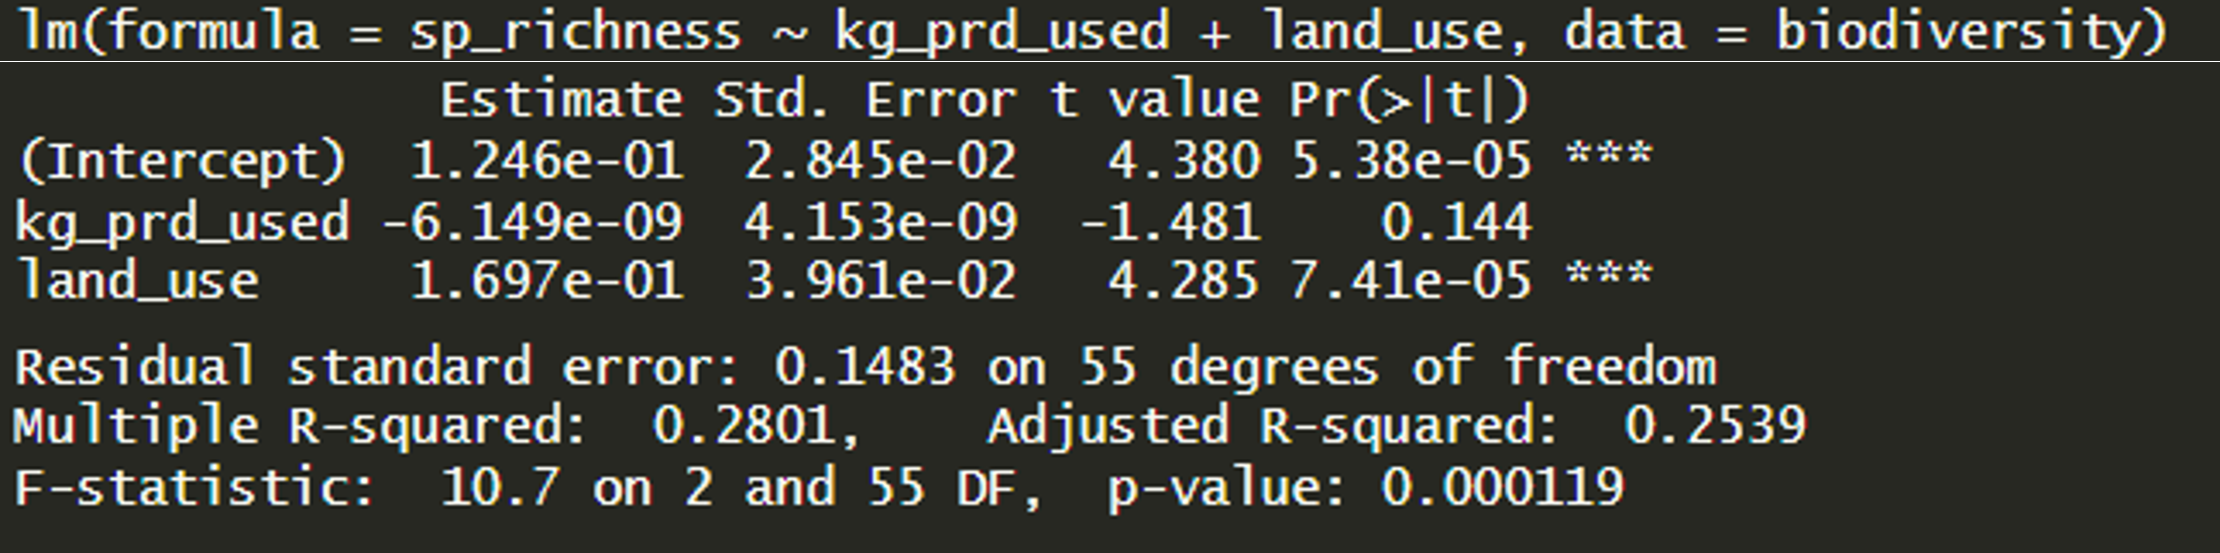 lm(formula = sp_richness ~ kg_prd_used + land_use, data = biodiversity)
Estimate Std. Error t value Pr(>|t|)
(Intercept) 1.246e-01 2.845e-02 4.380 5.38e-05 ***
kg_prd_used -6.149e-09 4.153e-09 -1.481 0.144
land_use 1.697e-01 3.961e-02 4.285 7.41e-05 ***
Residual standard error: 0.1483 on 55 degrees of freedom
Multiple R-squared: 0.2801, Adjusted R-squared: 0.2539
F-statistic: 10.7 on 2 and 55 DF, p-value: 0.000119